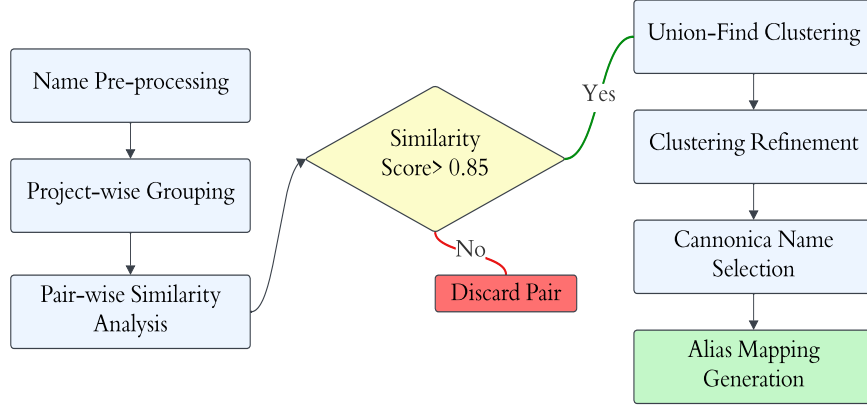 Name Pre-processing
Project-wise Grouping
Pair-wise Similarity
Analysis
Similarity
Score> 0.85
No
Discard Pair
Yes
Union-Find Clustering
Clustering Refinement
Cannonica Name
Selection
Alias Mapping
Generation